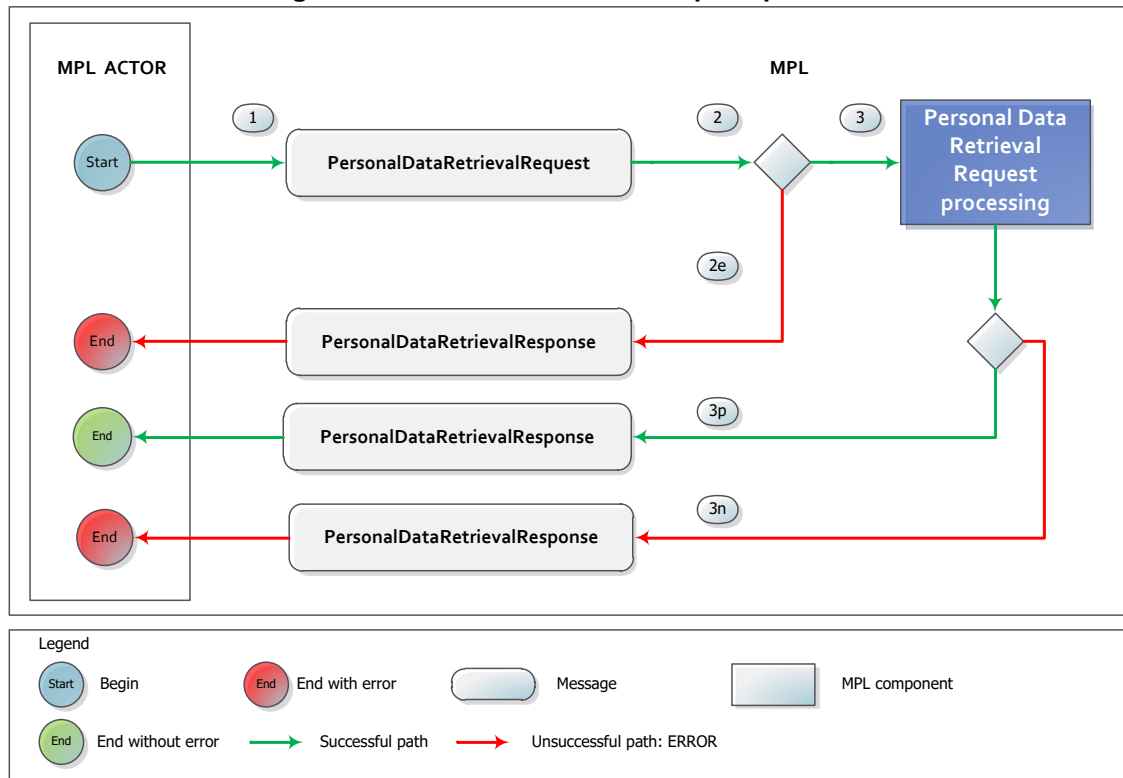 MPL ACTOR
MPL
1
2
3
Start
PersonalDataRetrievalRequest
Personal Data
Retrieval
Request
processing
2e
End
PersonalDataRetrievalResponse
3p
End
PersonalDataRetrievalResponse
3n
End
PersonalDataRetrievalResponse
Legend
Start Begin
End End with error
Message
MPL component
End End without error
Successful path
Unsuccessful path: ERROR